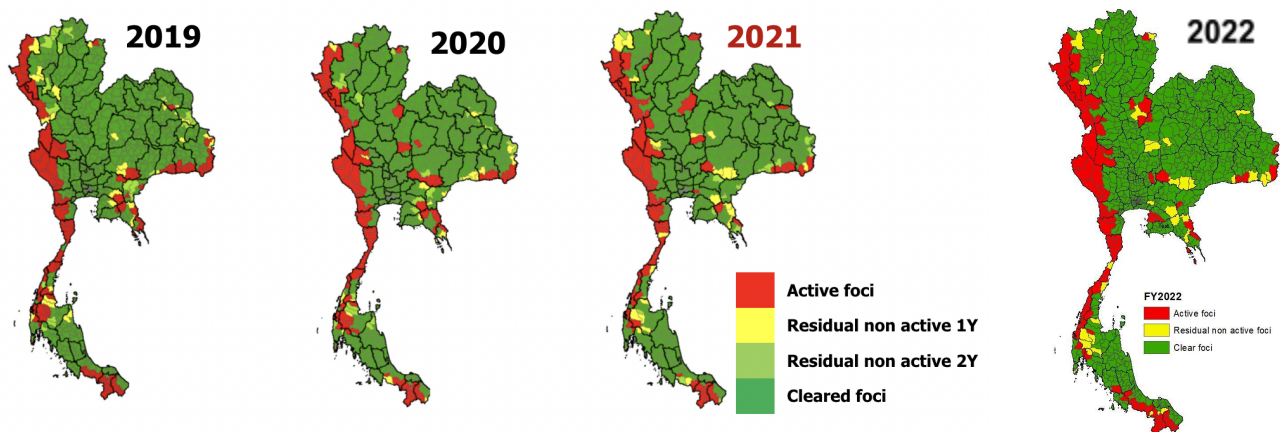 2019
2020
2021
2022
Active foci
Residual non active 1Y
Residual non active 2Y
Cleared foci
FY2022
Active foci
Residual non active foci
Clear foci